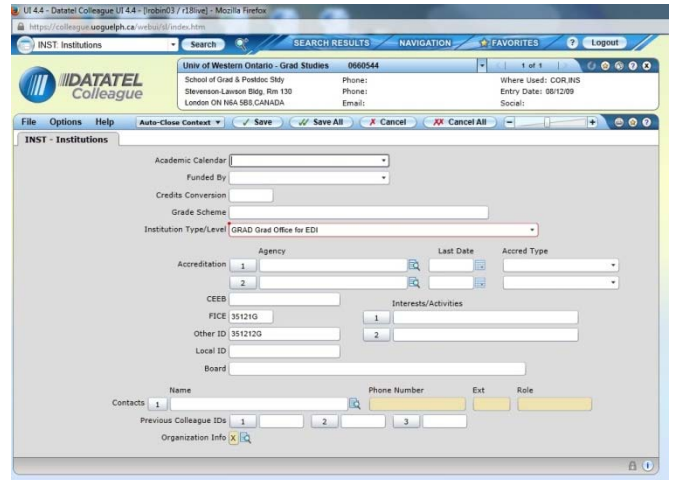 UI 4.4 - Datatel Colleague UI 4.4 - [lrobin03 / r18live] - Mozilla Firefox
https://colleague.uoguelph.ca/webui/sl/index.htm
INST: Institutions Search SEARCH RESULTS NAVIGATION FAVORITES ? Logout
DATATEL
Colleague
Univ of Western Ontario - Grad Studies 0660544 1 of 1
School of Grad & Postdoc Stdy Phone: Where Used: COR,INS
Stevenson-Lawson Bldg, Rm 130 Phone: Entry Date: 08/12/09
London ON N6A 5B8,CANADA Email: Social:
File Options Help Auto-Close Context Save Save All Cancel Cancel All - +
INST - Institutions
Academic Calendar
Funded By
Credits Conversion
Grade Scheme
Institution Type/Level GRAD Grad Office for EDI
Agency Last Date Accred Type
Accreditation 1
2
CEEB Interests/Activities
FICE 35121G 1
Other ID 351212G 2
Local ID
Board
Name Phone Number Ext Role
Contacts 1
Previous Colleague IDs 1 2 3
Organization Info X